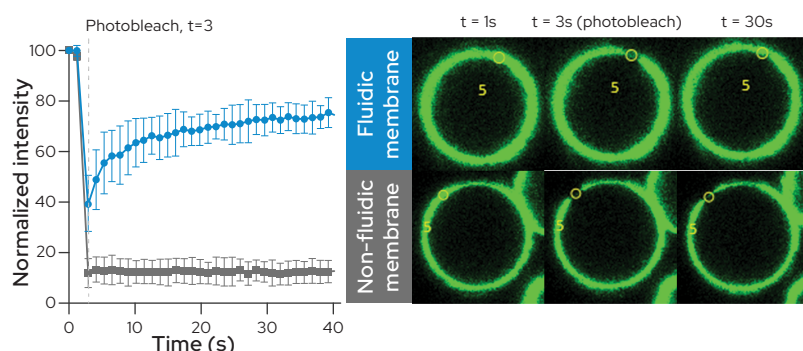 Photobleach, t=3
Normalized intensity
100
80
60
40
20
0
0 10 20 30 40
Time (s)
t = 1s t = 3s (photobleach) t = 30s
Fluidic
membrane
5 5 5
Non-fluidic
membrane
5 5 5